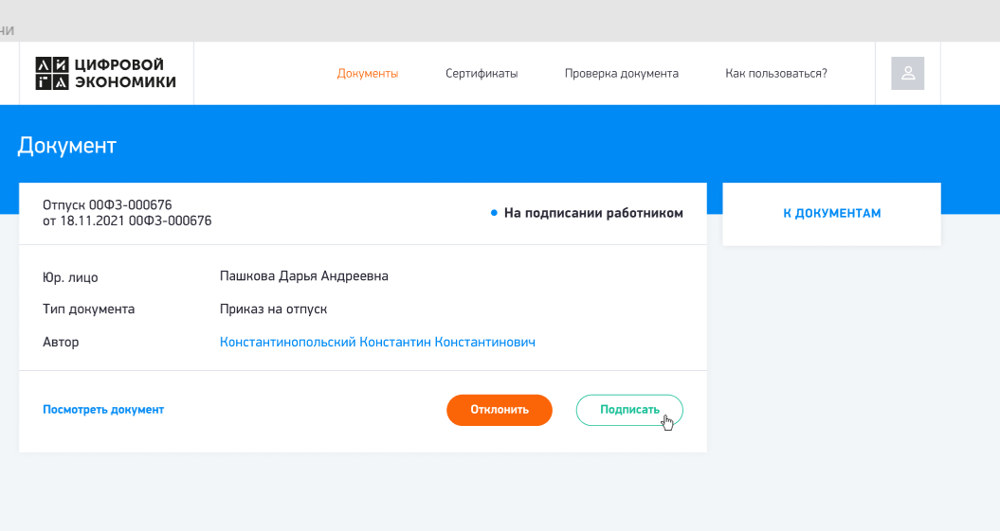 ЛИ ЦИФРОВОЙ
ГА ЭКОНОМИКИ
Документы Сертификаты Проверка документа Как пользоваться?
Документ
Отпуск 00ФЗ-000676
от 18.11.2021 00ФЗ-000676
На подписании работником
К ДОКУМЕНТАМ
Юр. лицо Пашкова Дарья Андреевна
Тип документа Приказ на отпуск
Автор Константинопольский Константин Константинович
Посмотреть документ Отклонить Подписать